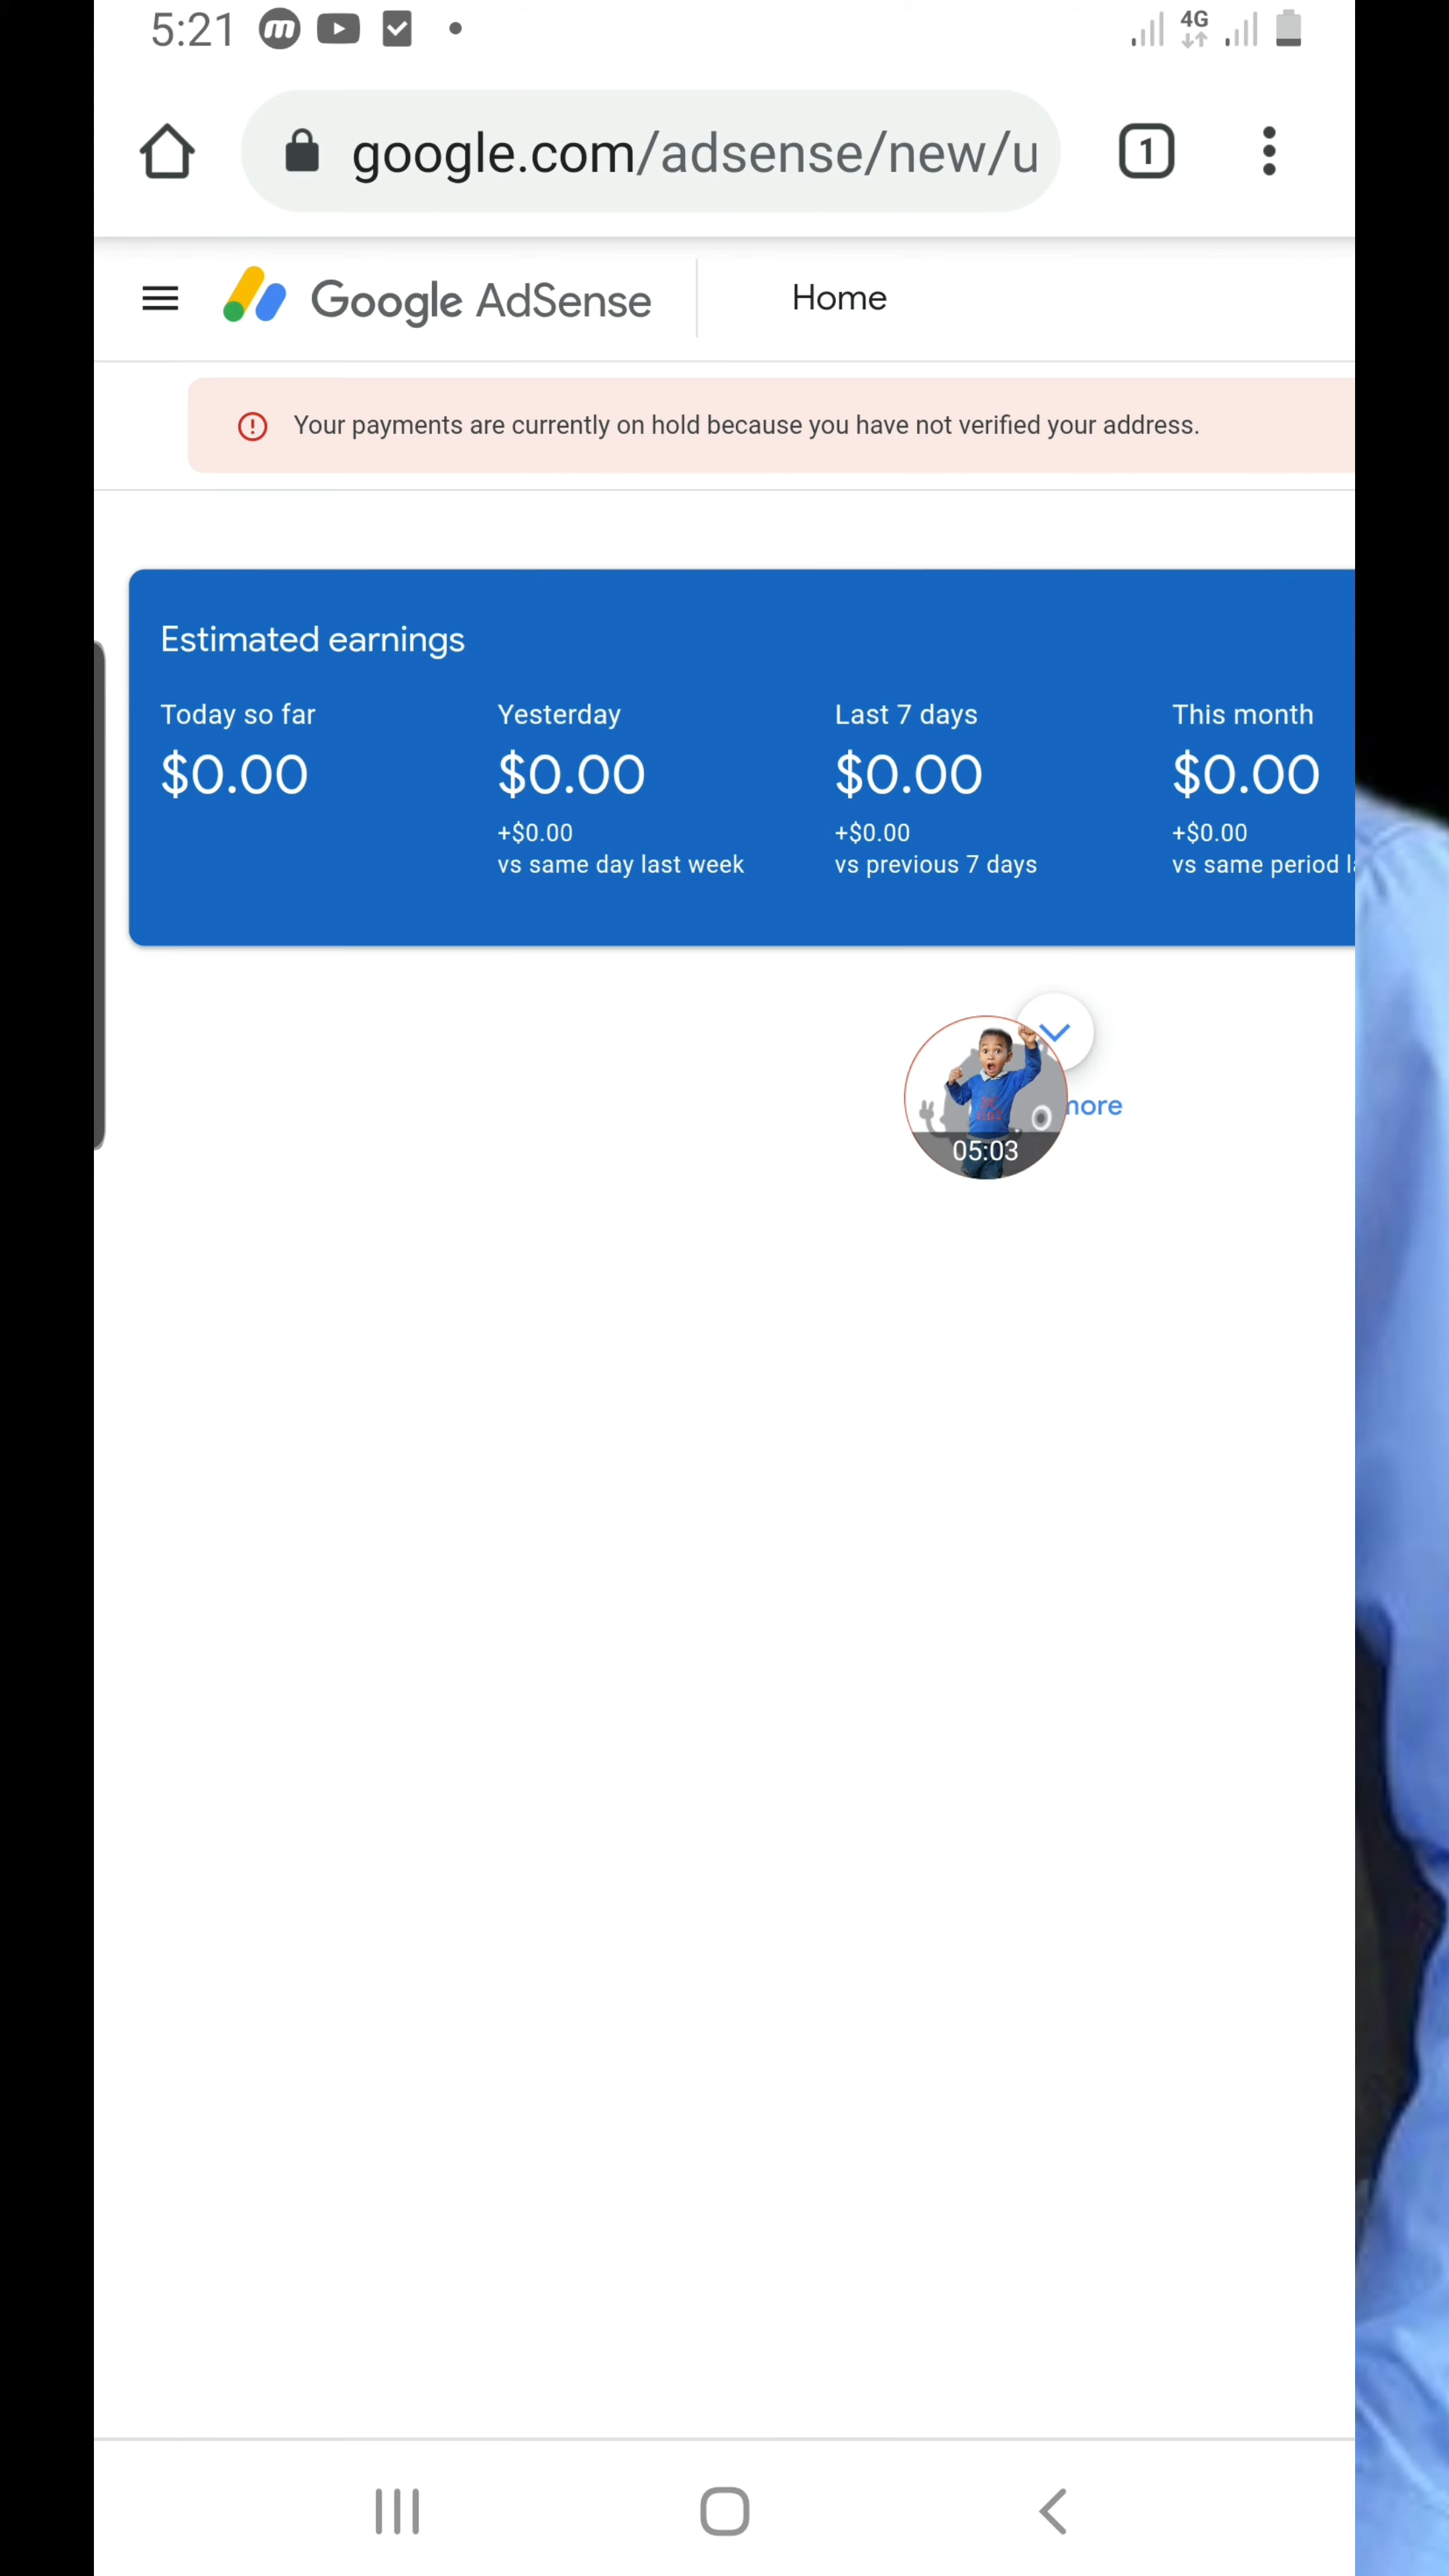 5:21
4G
google.com/adsense/new/u
1
Google AdSense
Home
Your payments are currently on hold because you have not verified your address.
Estimated earnings
Today so far
Yesterday
Last 7 days
This month
$0.00
$0.00
$0.00
$0.00
+$0.00
+$0.00
+$0.00
vs same day last week
vs previous 7 days
vs same period
more
05:03